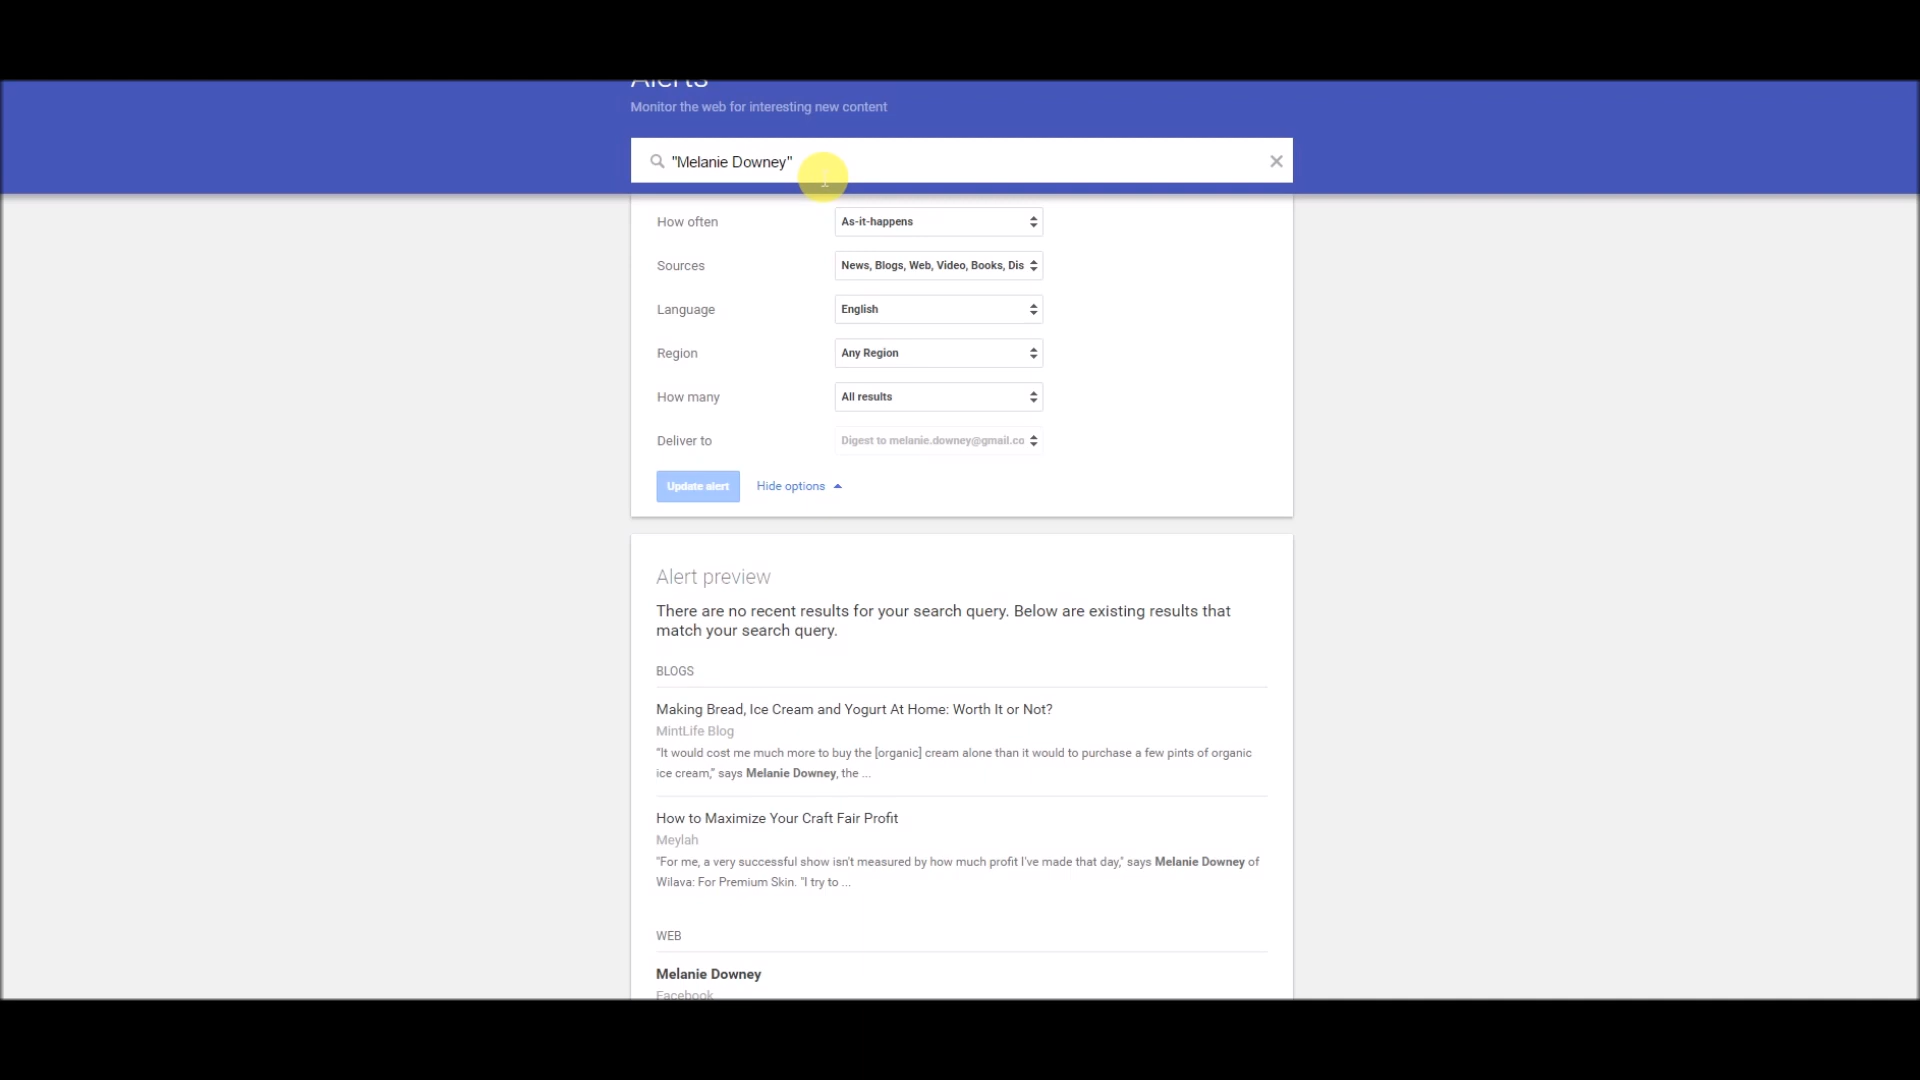 Alerts
Monitor the web for interesting new content
"Melanie Downey"
How often As-it-happens
Sources News, Blogs, Web, Video, Books, Dis
Language English
Region Any Region
How many All results
Deliver to Digest to melanie.downey@gmail.co
Update alert Hide options
Alert preview
There are no recent results for your search query. Below are existing results that
match your search query.
BLOGS
Making Bread, Ice Cream and Yogurt At Home: Worth It or Not?
MintLife Blog
"It would cost me much more to buy the [organic] cream alone than it would to purchase a few pints of organic
ice cream," says Melanie Downey, the ...
How to Maximize Your Craft Fair Profit
Meylah
"For me, a very successful show isn't measured by how much profit I've made that day," says Melanie Downey of
Wilava: For Premium Skin. "I try to ...
WEB
Melanie Downey
Facebook